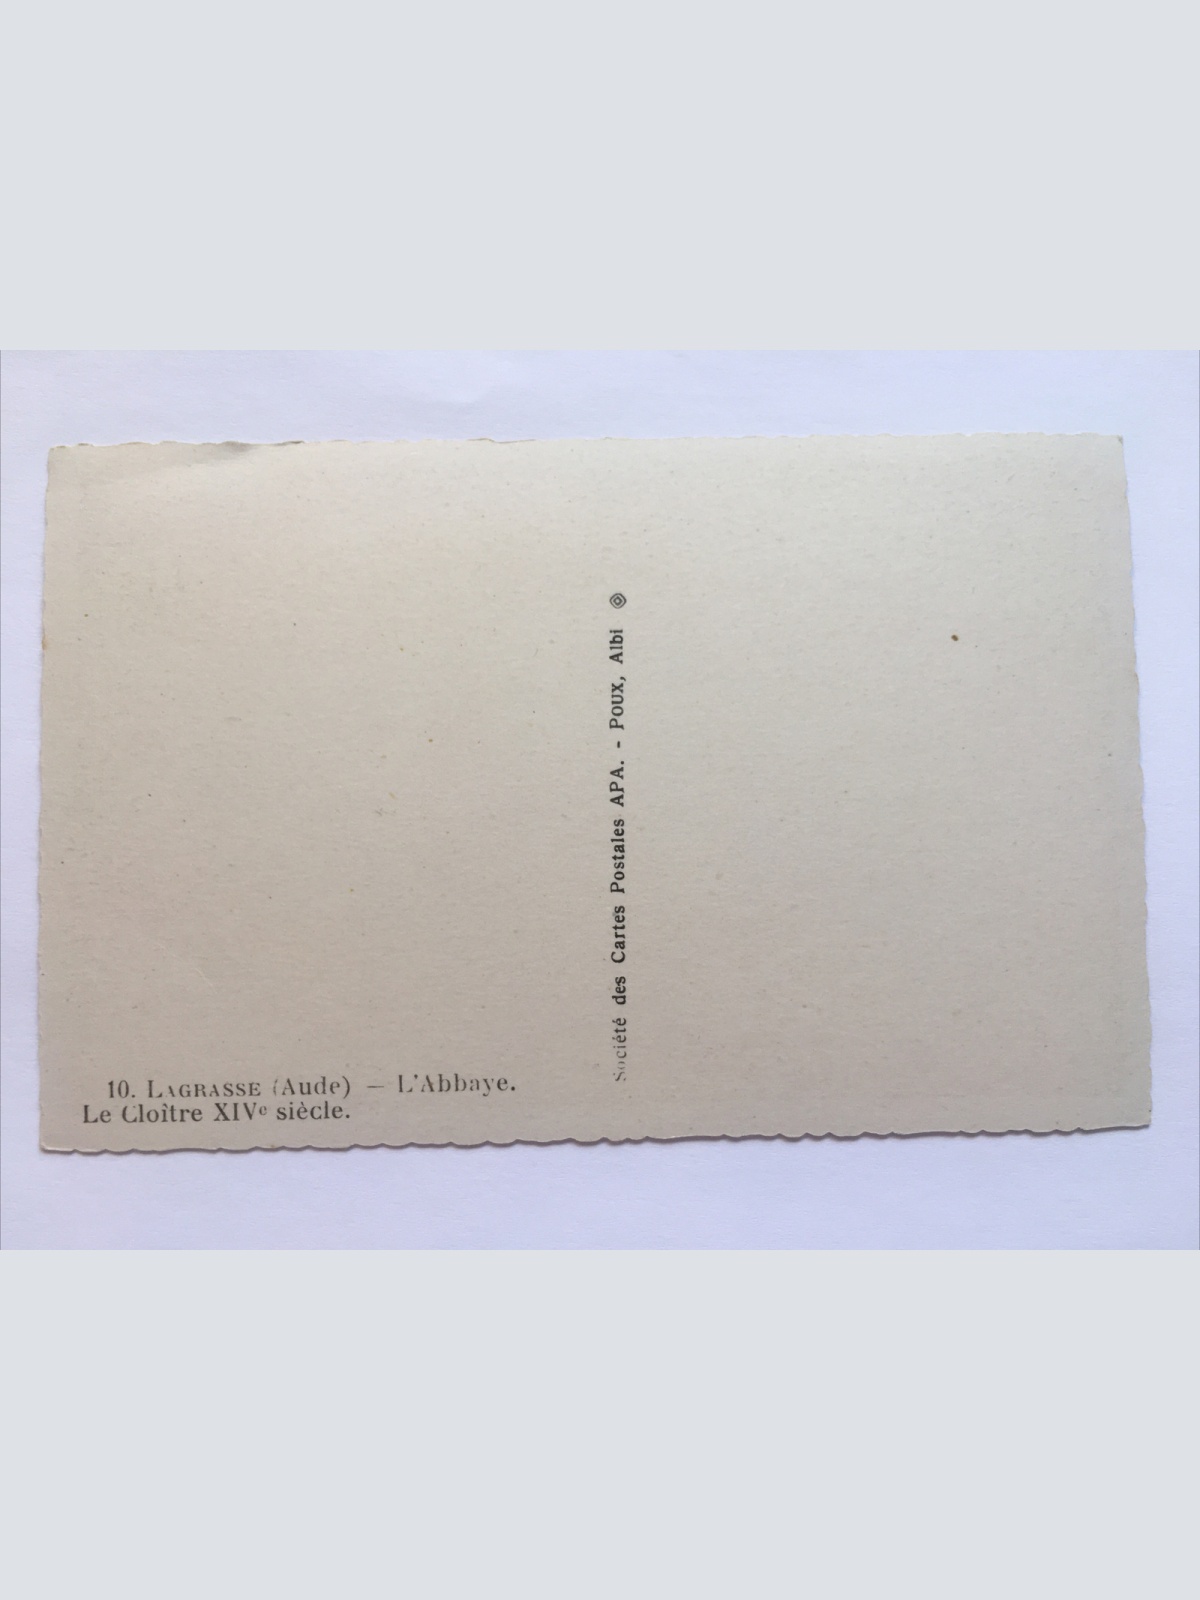 10. LAGRASSE (Aude) — L'Abbaye.
Le Cloître XIVe siècle.
Société des Cartes Postales APA. - POUX, Albi